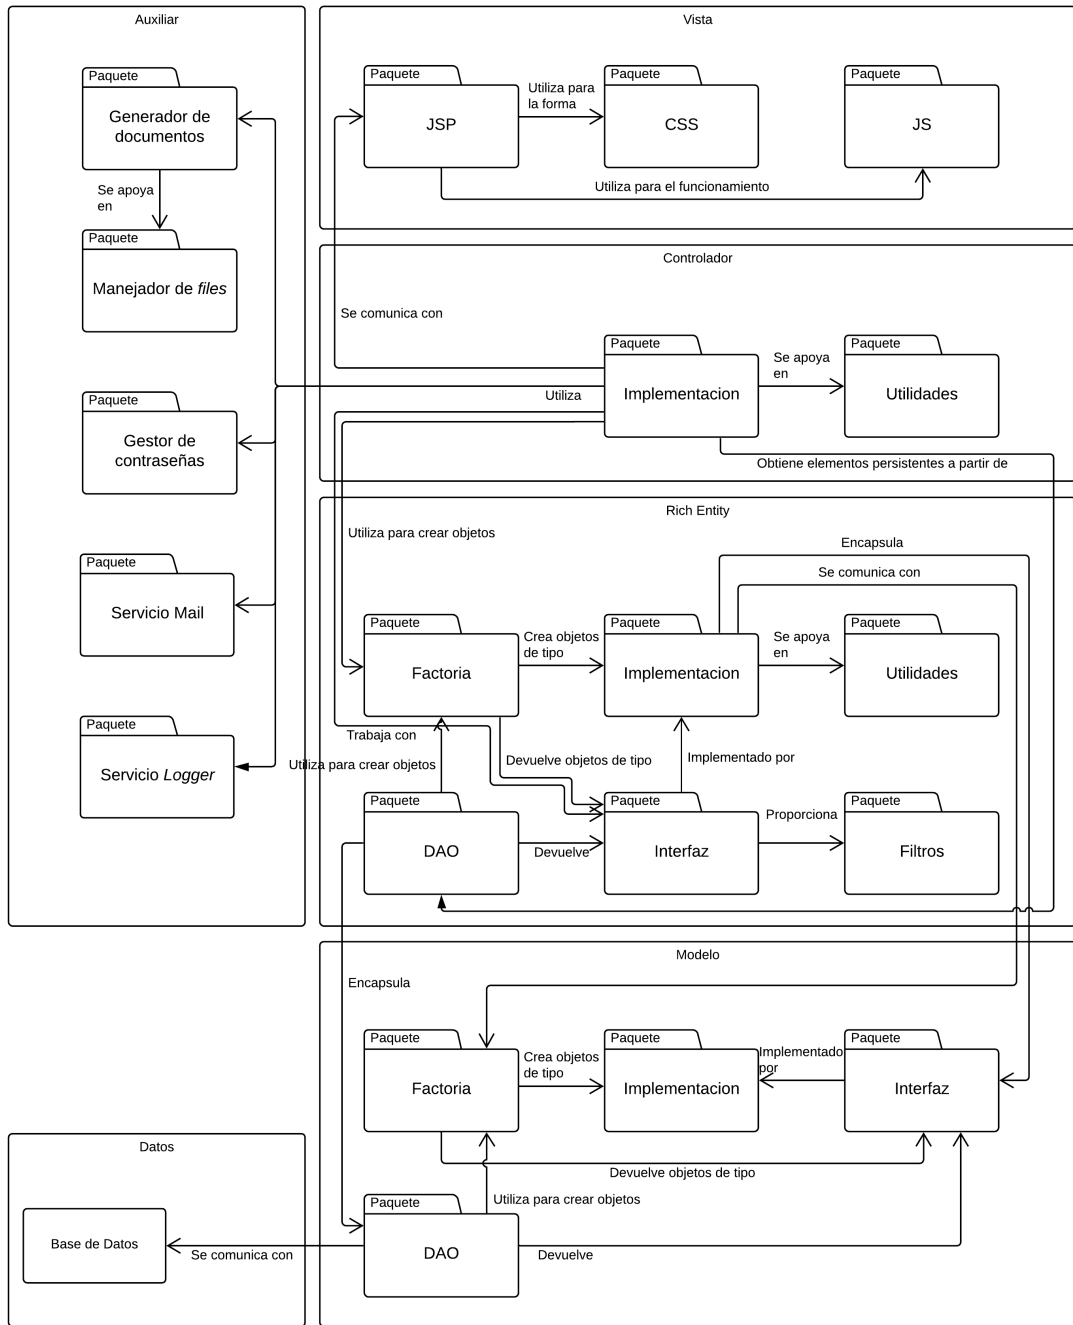 Auxiliar
Paquete
Generador de
documentos
Se apoya
en
Paquete
Manejador de files
Paquete
Gestor de
contraseñas
Paquete
Servicio Mail
Paquete
Servicio Logger
Vista
Paquete
JSP
Utiliza para
la forma
Paquete
CSS
Paquete
JS
Utiliza para el funcionamiento
Controlador
Se comunica con
Paquete
Implementacion
Se apoya
en
Paquete
Utilidades
Utiliza
Obtiene elementos persistentes a partir de
Rich Entity
Utiliza para crear objetos
Encapsula
Se comunica con
Paquete
Factoria
Crea objetos
de tipo
Paquete
Implementacion
Se apoya
en
Paquete
Utilidades
Trabaja con
Utiliza para crear objetos
Devuelve objetos de tipo
Implementado por
Paquete
DAO
Devuelve
Paquete
Interfaz
Proporciona
Paquete
Filtros
Modelo
Encapsula
Paquete
Factoria
Crea objetos
de tipo
Paquete
Implementacion
Implementado
por
Paquete
Interfaz
Devuelve objetos de tipo
Utiliza para crear objetos
Paquete
DAO
Devuelve
Se comunica con
Datos
Base de Datos